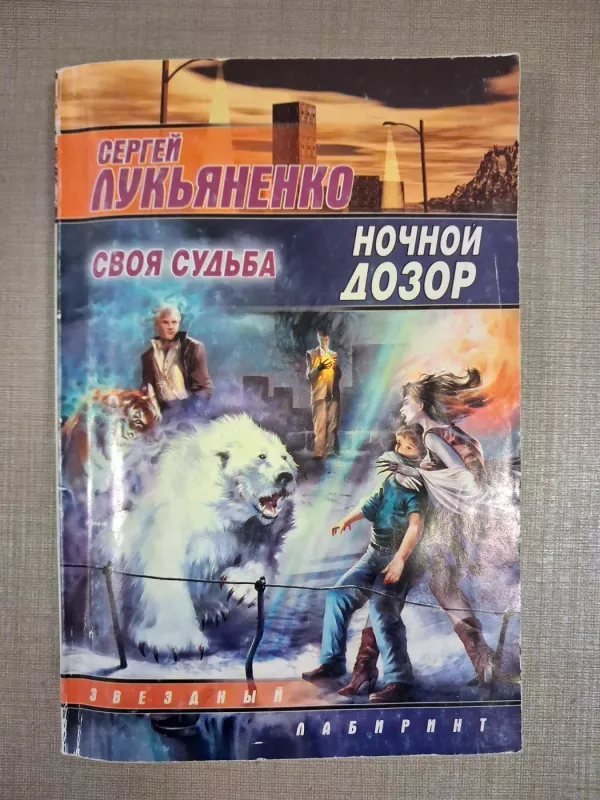 СЕРГЕЙ
ЛУКЬЯНЕНКО
СВОЯ СУДЬБА
НОЧНОЙ
ДОЗОР
ЗВЕЗДНЫЙ
ЛАБИРИНТ